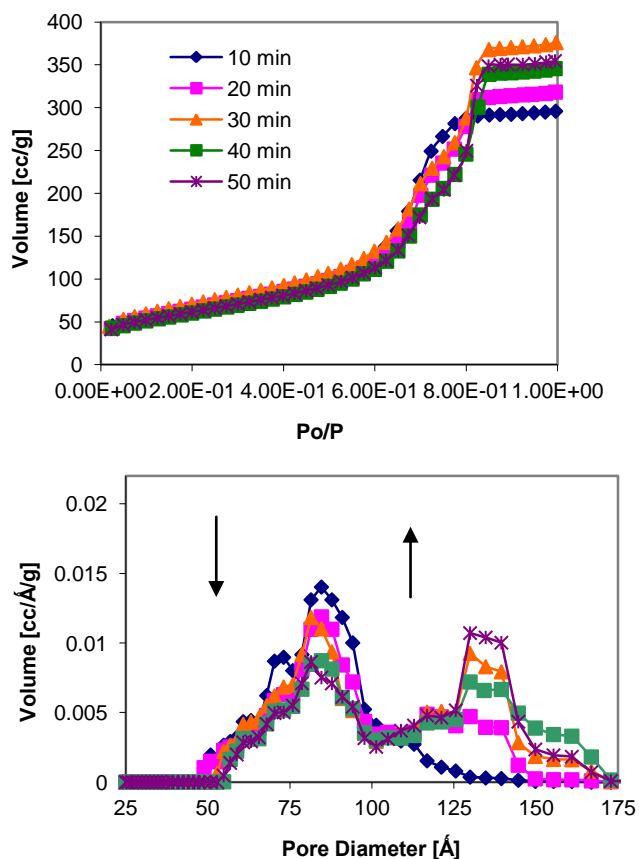 400
350
300
250
200
150
100
50
0
Volume [cc/g]
10 min
20 min
30 min
40 min
50 min
0.00E+00 2.00E-01 4.00E-01 6.00E-01 8.00E-01 1.00E+00
Po/P
0.02
0.015
0.01
0.005
0
Volume [cc/Ǻ/g]
25 50 75 100 125 150 175
Pore Diameter [Ǻ]